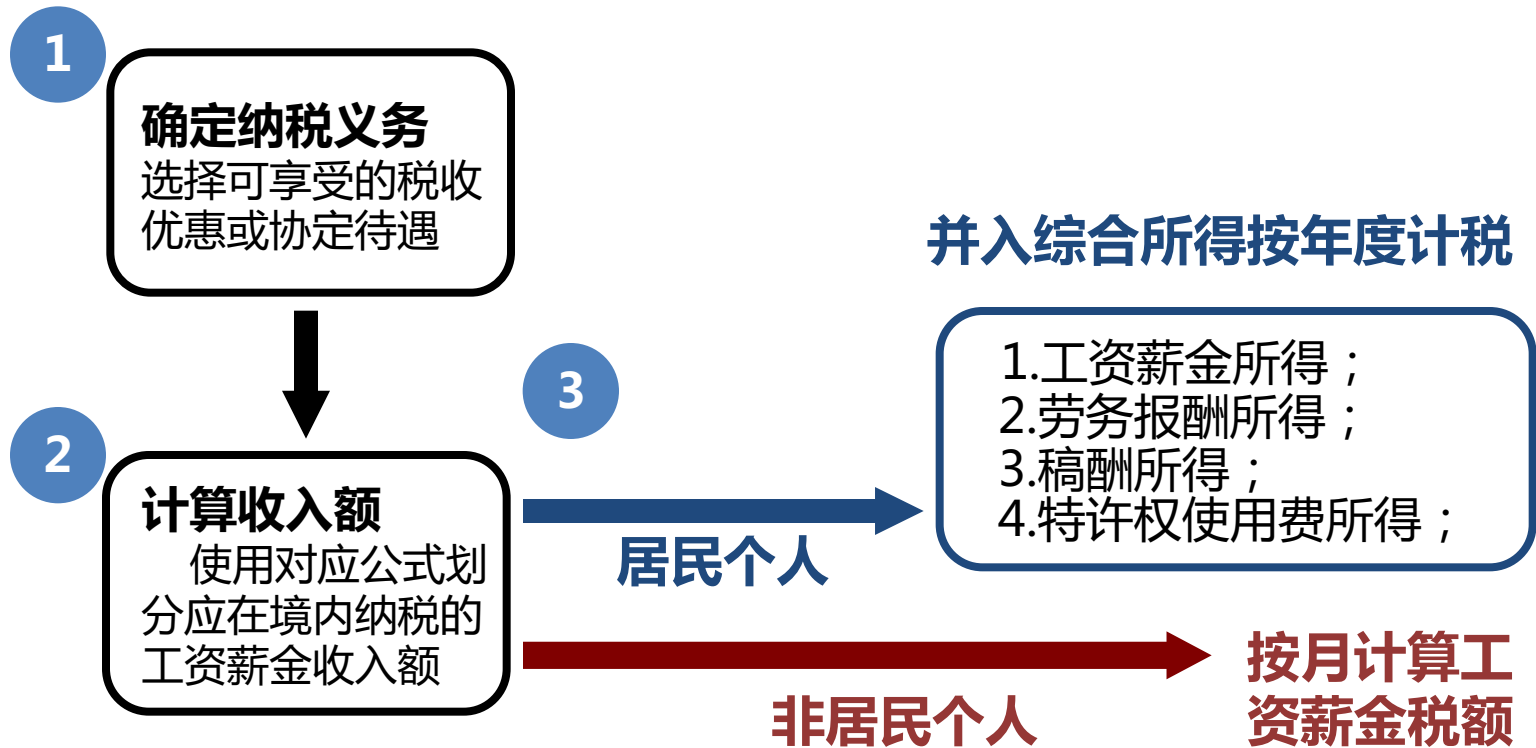 1
确定纳税义务
选择可享受的税收
优惠或协定待遇
2
计算收入额
使用对应公式划
分应在境内纳税的
工资薪金收入额
3
居民个人
并入综合所得按年度计税
1.工资薪金所得；
2.劳务报酬所得；
3.稿酬所得；
4.特许权使用费所得；
非居民个人
按月计算工
资薪金税额